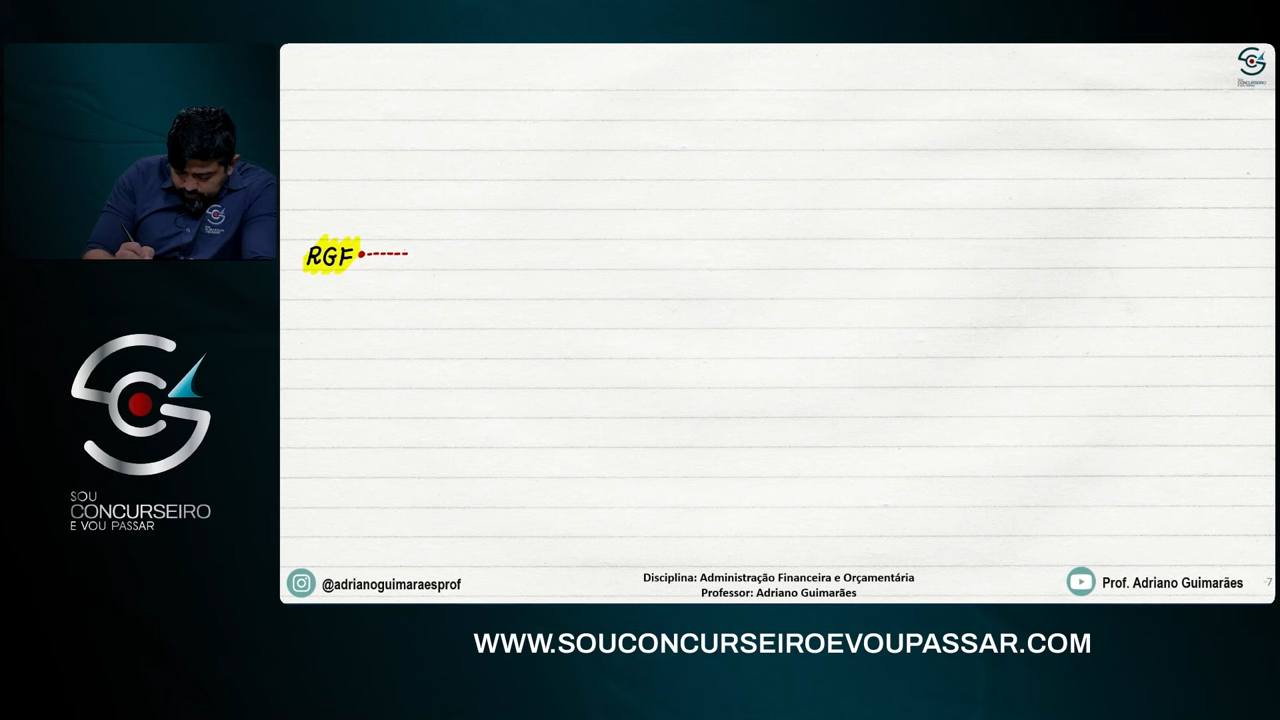 RGF
SOU
CONCURSEIRO
E VOU PASSAR
@adrianoguimaraesprof
Disciplina: Administração Financeira e Orçamentária
Professor: Adriano Guimarães
Prof. Adriano Guimarães
WWW.SOUCONCURSEIROEVOUPASSAR.COM